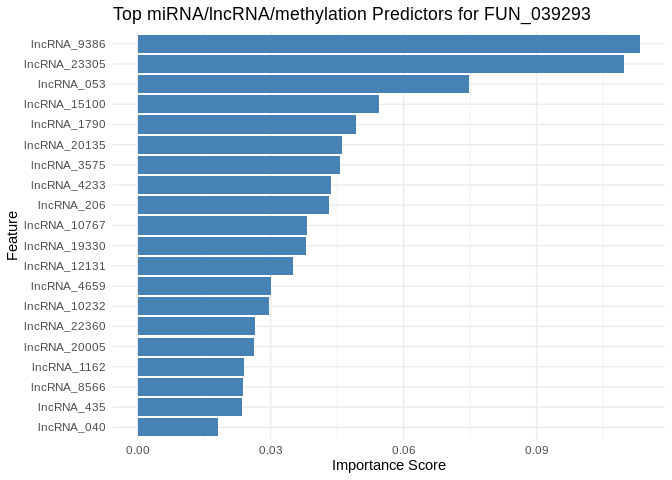 Top miRNA/lncRNA/methylation Predictors for FUN_039293
Feature
lncRNA_9386
lncRNA_23305
lncRNA_053
lncRNA_15100
lncRNA_1790
lncRNA_20135
lncRNA_3575
lncRNA_4233
lncRNA_206
lncRNA_10767
lncRNA_19330
lncRNA_12131
lncRNA_4659
lncRNA_10232
lncRNA_22360
lncRNA_20005
lncRNA_1162
lncRNA_8566
lncRNA_435
lncRNA_040
0.00 0.03 0.06 0.09
Importance Score